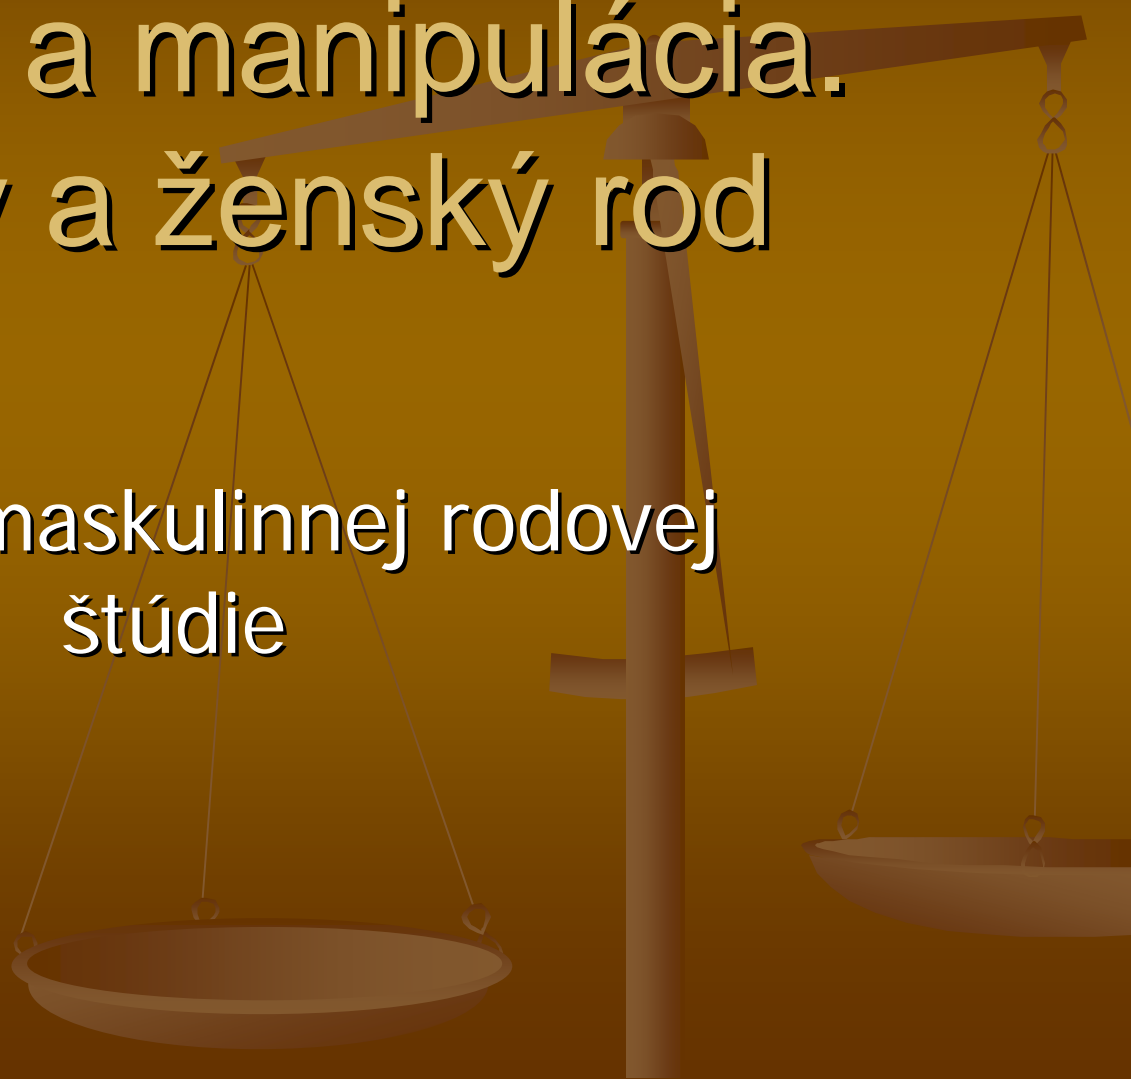 a manipulácia.
a ženský rod
maskulinnej rodovej
štúdie